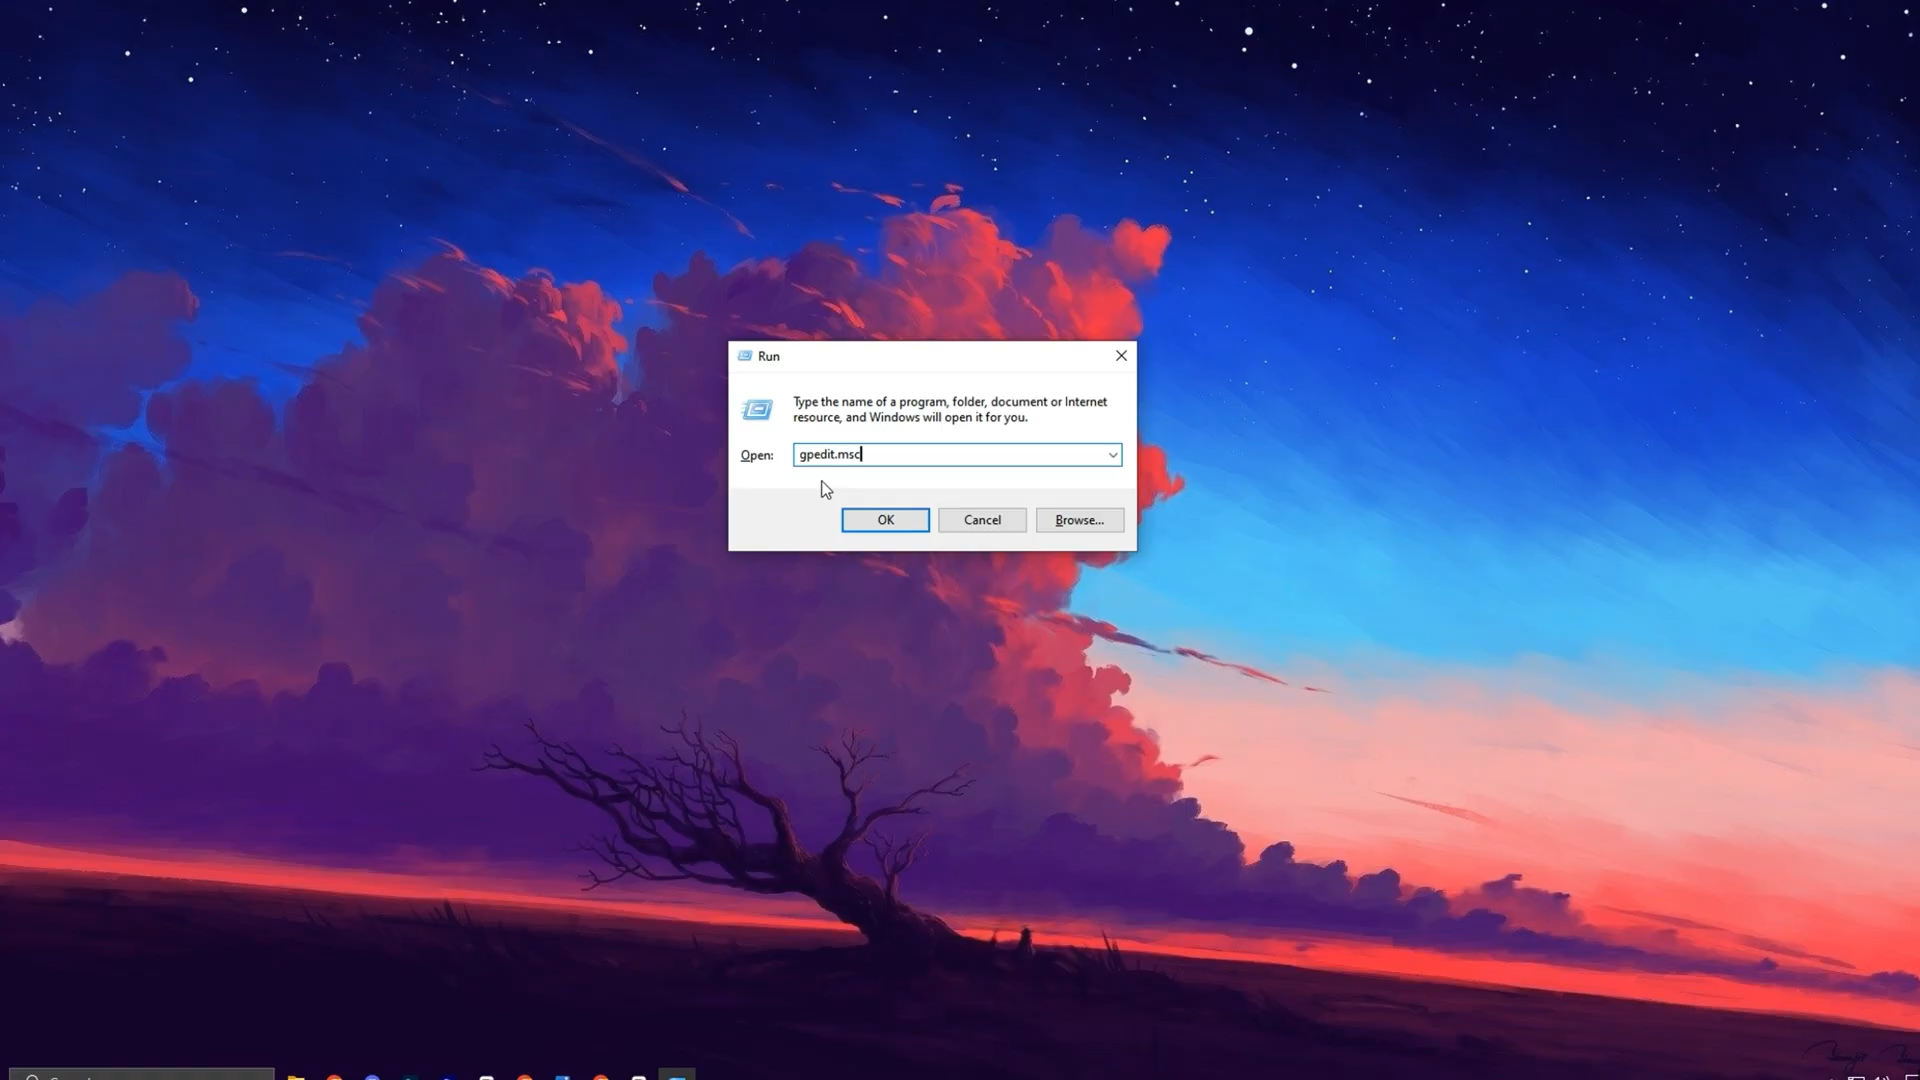 Run
Type the name of a program, folder, document or Internet
resource, and Windows will open it for you.
Open:
gpedit.msc
OK
Cancel
Browse...